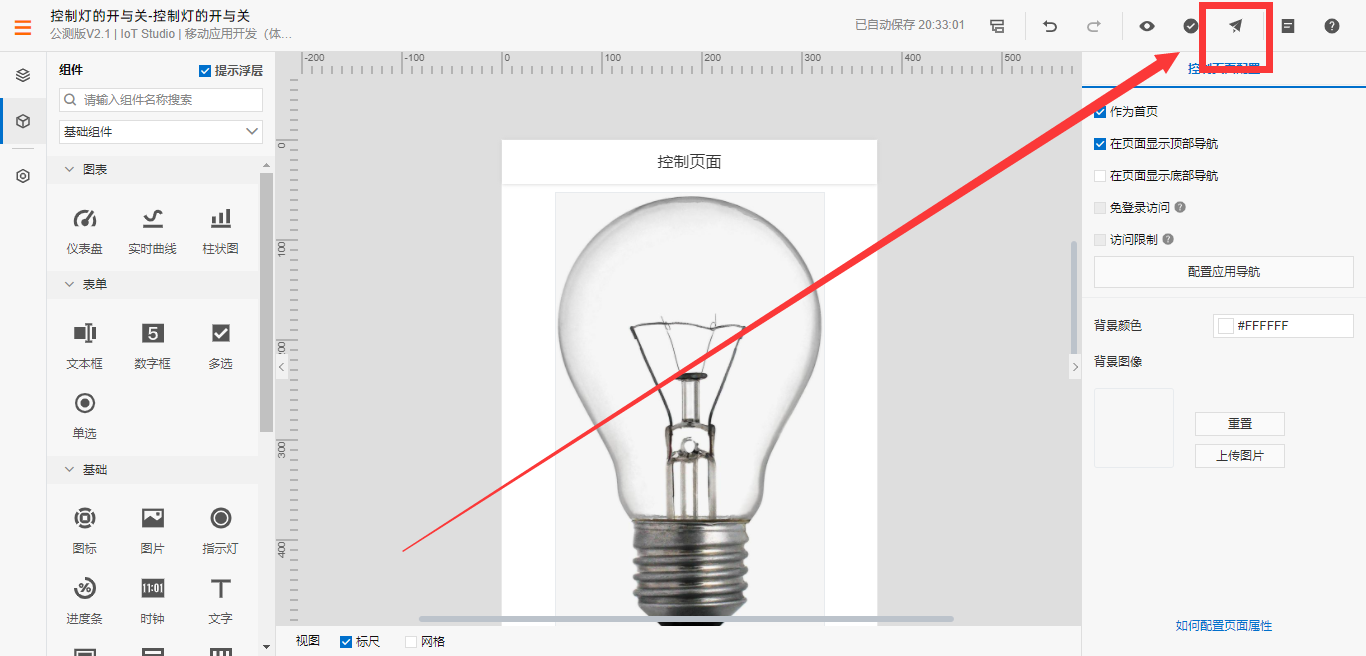 控制灯的开与关-控制灯的开与关
公测版V2.1 | IoT Studio | 移动应用开发（体...
已自动保存 20:33:01
组件
提示浮层
请输入组件名称搜索
基础组件
图表
仪表盘
实时曲线
柱状图
表单
文本框
5
数字框
多选
单选
基础
图标
图片
指示灯
%
进度条
11:01
时钟
T
文字
-200
-100
0
100
200
300
400
500
0
100
300
400
控制页面
视图
标尺
网格
控制页面配置
作为首页
在页面显示顶部导航
在页面显示底部导航
免登录访问 ?
访问限制 ?
配置应用导航
背景颜色
#FFFFFF
背景图像
重置
上传图片
如何配置页面属性